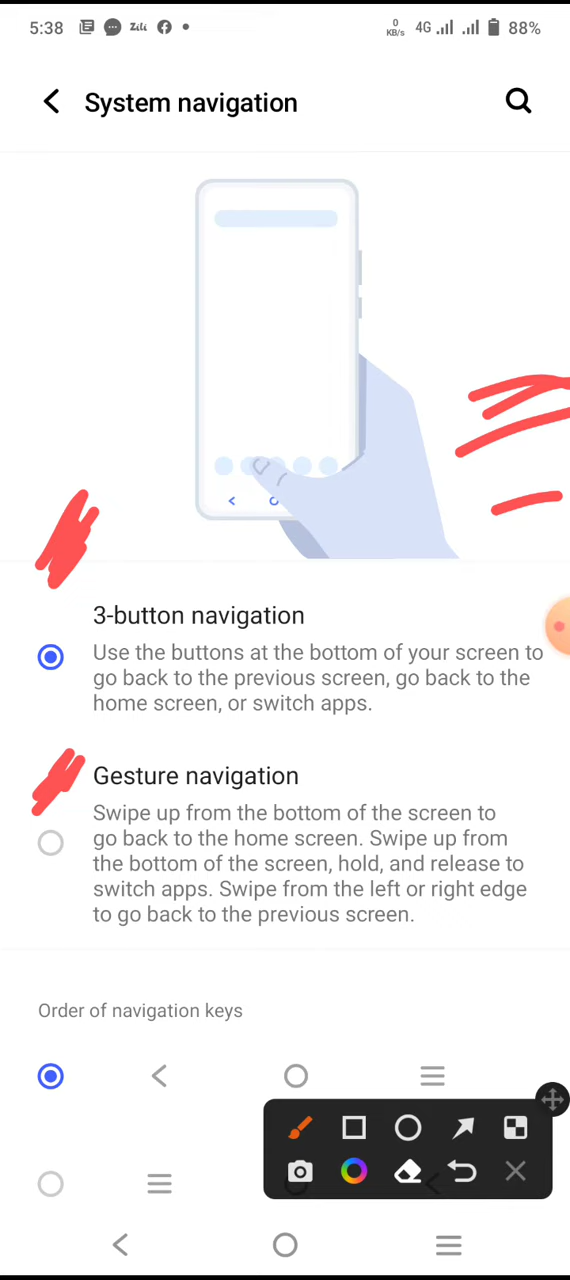 5:38 Zili 0 KB/s 4G 88%
System navigation
3-button navigation
Use the buttons at the bottom of your screen to
go back to the previous screen, go back to the
home screen, or switch apps.
Gesture navigation
Swipe up from the bottom of the screen to
go back to the home screen. Swipe up from
the bottom of the screen, hold, and release to
switch apps. Swipe from the left or right edge
to go back to the previous screen.
Order of navigation keys